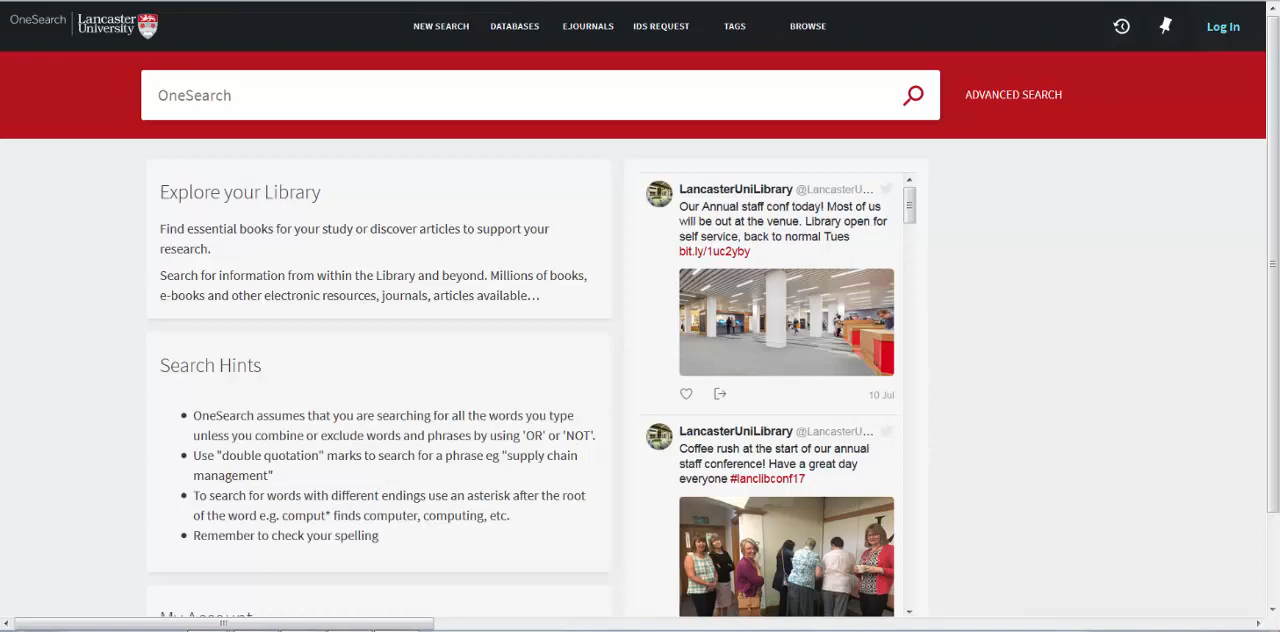 OneSearch
Lancaster
University
NEW SEARCH
DATABASES
EJOURNALS
IDS REQUEST
TAGS
BROWSE
Log In
OneSearch
ADVANCED SEARCH
Explore your Library
Find essential books for your study or discover articles to support your
research.
Search for information from within the Library and beyond. Millions of books,
e-books and other electronic resources, journals, articles available…
Search Hints
• OneSearch assumes that you are searching for all the words you type
unless you combine or exclude words and phrases by using 'OR' or 'NOT'.
• Use "double quotation" marks to search for a phrase eg "supply chain
management"
• To search for words with different endings use an asterisk after the root
of the word e.g. comput* finds computer, computing, etc.
• Remember to check your spelling
My Account
LancasterUniLibrary @LancasterU...
Our Annual staff conf today! Most of us
will be out at the venue. Library open for
self service, back to normal Tues
bit.ly/1uc2yby
10 Jul
LancasterUniLibrary @LancasterU...
Coffee rush at the start of our annual
staff conference! Have a great day
everyone #lanclibconf17